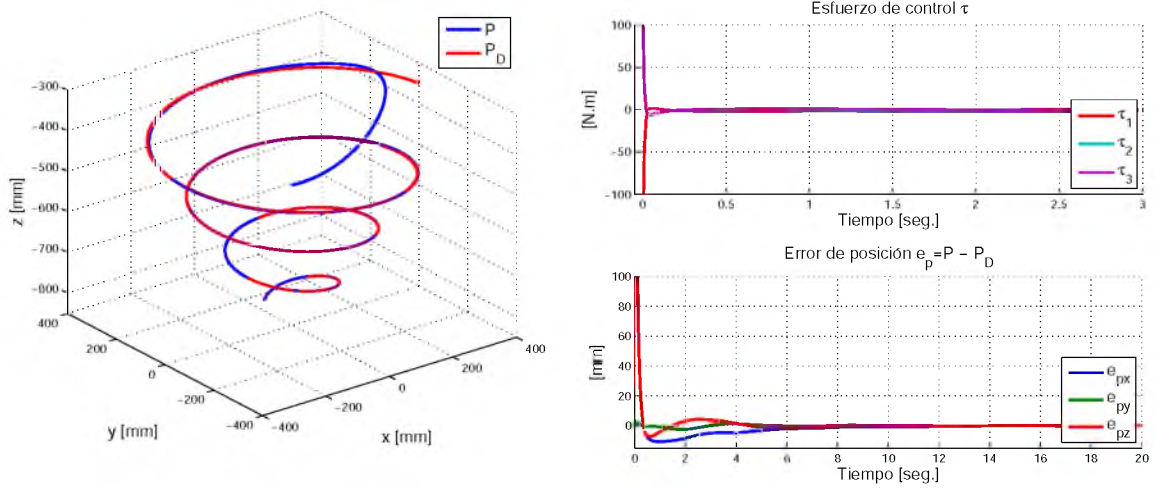 P
P_D
−300
−400
−500
−600
−700
−800
z [mm]
400
200
0
−200
−400
y [mm]
−400
−200
0
200
400
x [mm]
Esfuerzo de control τ
100
50
0
−50
−100
[N.m]
0
0.5
1
1.5
2
2.5
3
Tiempo [seg.]
τ_1
τ_2
τ_3
Error de posición e_p=P − P_D
100
80
60
40
20
0
[mm]
0
2
4
6
8
10
12
14
16
18
20
Tiempo [seg.]
e_px
e_py
e_pz